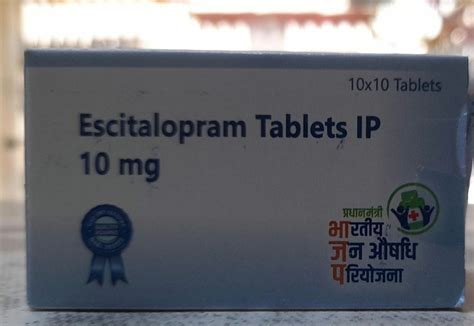 10x10 Tablets
Escitalopram Tablets IP
10 mg
प्रधानमंत्री
भारतीय
जन औषधि
परियोजना